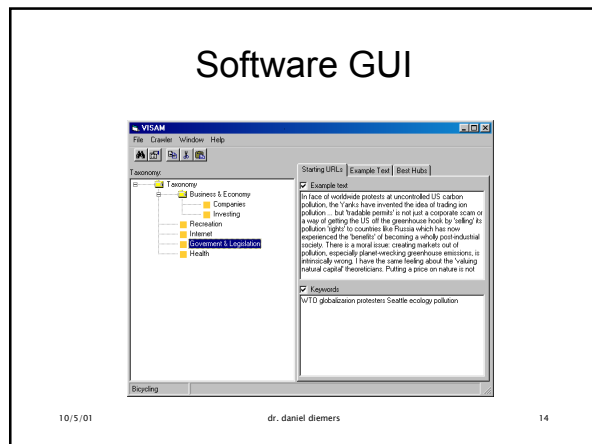 Software GUI
VISAM
File Crawler Window Help
Taxonomy:
Taxonomy
Business & Economy
Companies
Investing
Recreation
Internet
Goverment & Legislation
Health
Starting URLs Example Text Best Hubs
Example text
In face of worldwide protests at uncontrolled US carbon
pollution, the Yanks have invented the idea of trading ion
pollution ... but 'tradable permits' is not just a corporate scam or
a way of getting the US off the greenhouse hook by 'selling' its
pollution 'rights' to countries like Russia which has now
experienced the 'benefits' of becoming a wholly post-industrial
society. There is a moral issue: creating markets out of
pollution, especially planet-wrecking greenhouse emissions, is
intrinsically wrong. I have the same feeling about the 'valuing
natural capital' theoreticians. Putting a price on nature is not
Keywords
WTO globalizarion protesters Seattle ecology pollution
Bicycling
10/5/01 dr. daniel diemers 14